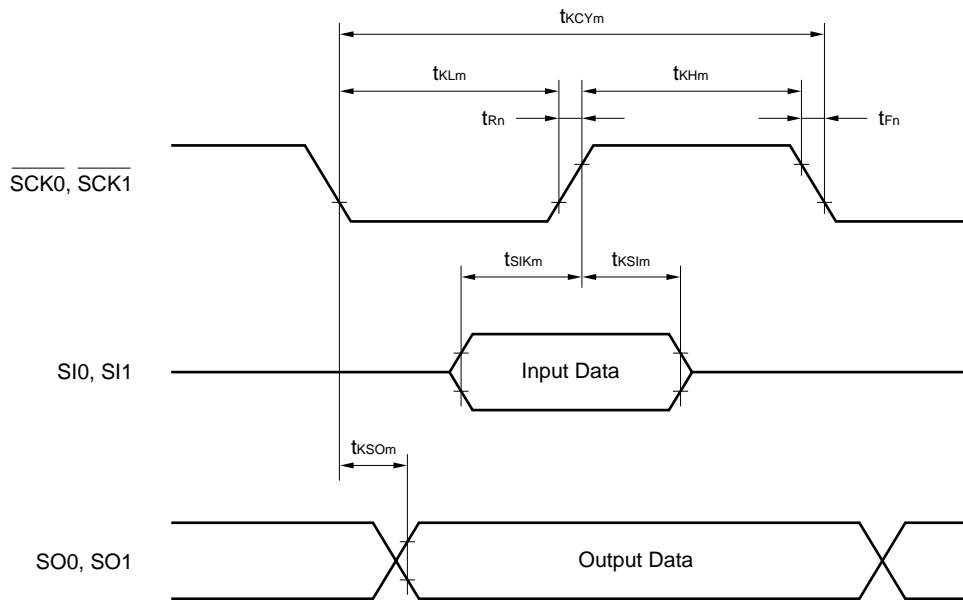 tKCYm
tKLm
tKHm
tRn
tFn
SCK0, SCK1
tSIKm
tKSIm
SI0, SI1
Input Data
tKSOm
SO0, SO1
Output Data